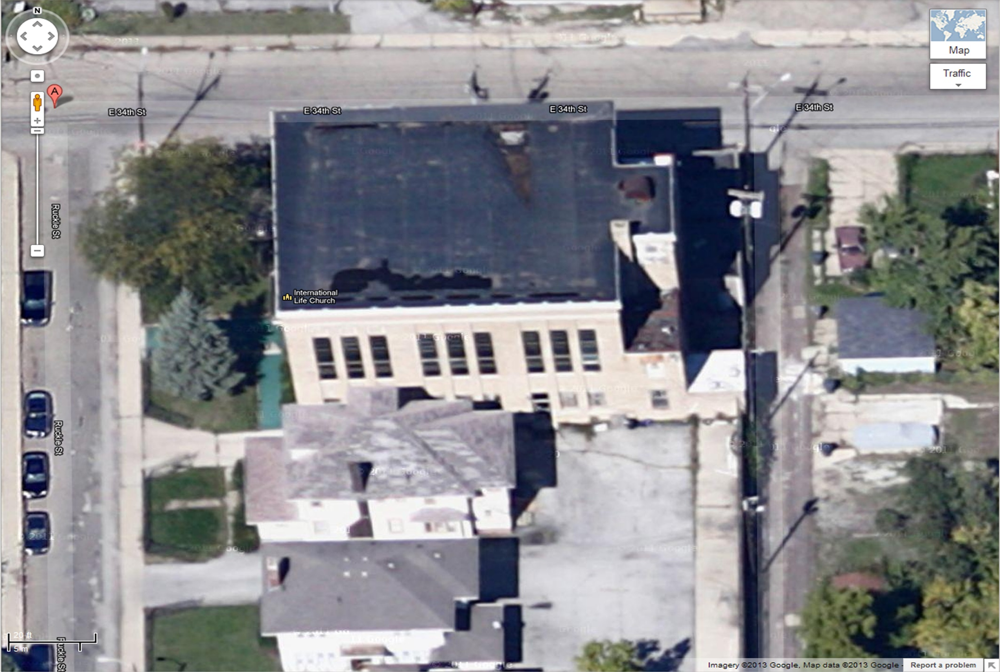 N
Map
Traffic
A
+
E 34th St
E 34th St
E 34th St
E 34th St
Ruckle St
International
Life Church
Ruckle St
20 ft
5 m
Ruckle St
Imagery ©2013 Google, Map data ©2013 Google -
Report a problem